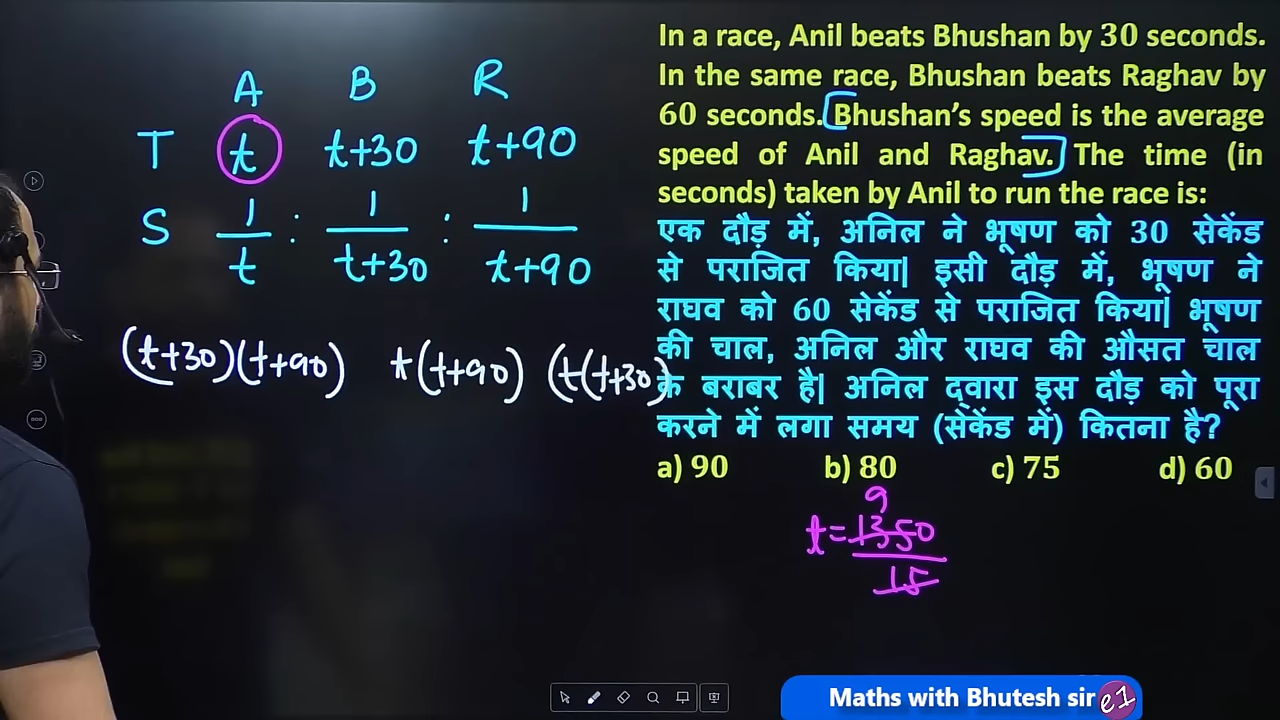 In a race, Anil beats Bhushan by 30 seconds.
In the same race, Bhushan beats Raghav by
60 seconds. Bhushan's speed is the average
speed of Anil and Raghav. The time (in
seconds) taken by Anil to run the race is:
एक दौड़ में, अनिल ने भूषण को 30 सेकेंड
से पराजित किया| इसी दौड़ में, भूषण ने
राघव को 60 सेकेंड से पराजित किया| भूषण
की चाल, अनिल और राघव की औसत चाल
के बराबर है| अनिल द्वारा इस दौड़ को पूरा
करने में लगा समय (सेकेंड में) कितना है?
a) 90 b) 80 c) 75 d) 60
A B R
T t t+30 t+90
S 1/t : 1/t+30 : 1/t+90
(t+30)(t+90) t(t+90) (t(t+30)
9
t=1350
15
Maths with Bhutesh sir e1